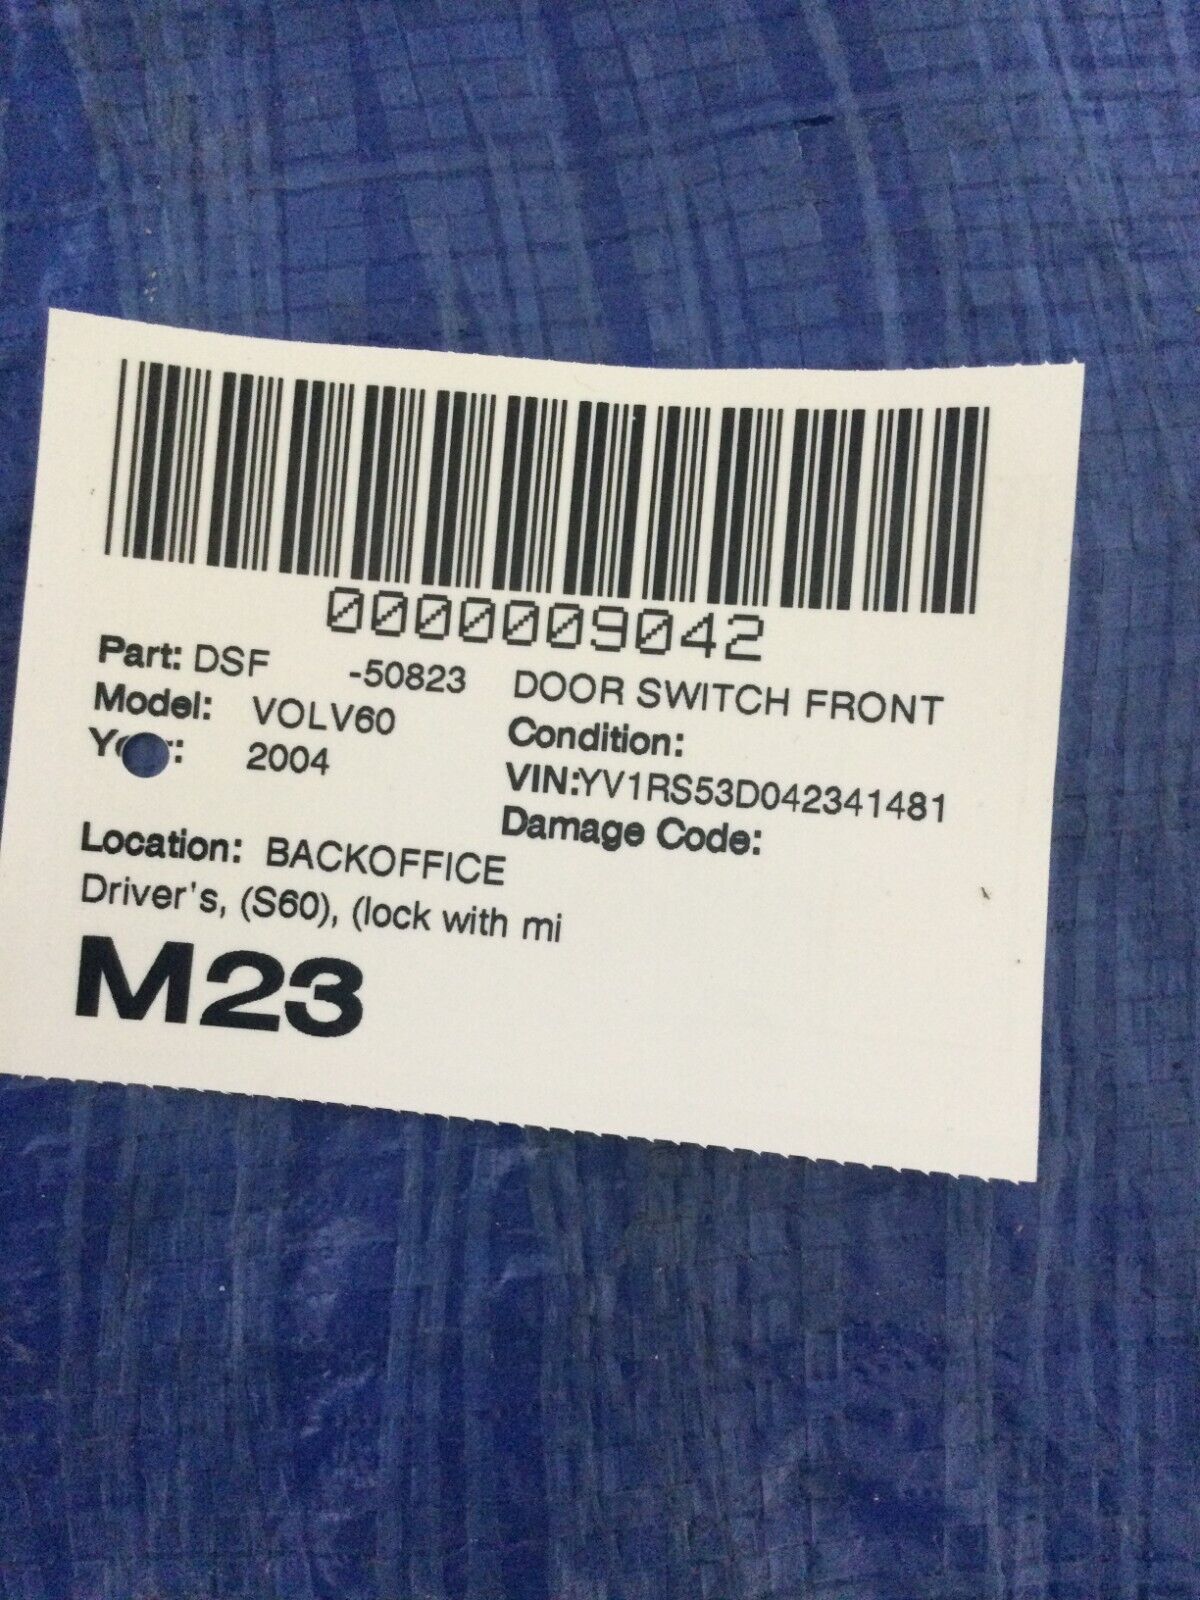 0000009042
Part: DSF -50823 DOOR SWITCH FRONT
Model: VOLV60 Condition:
2004 VIN:YV1RS53D042341481
Damage Code:
Location: BACKOFFICE
Driver's, (S60), (lock with mi
M23